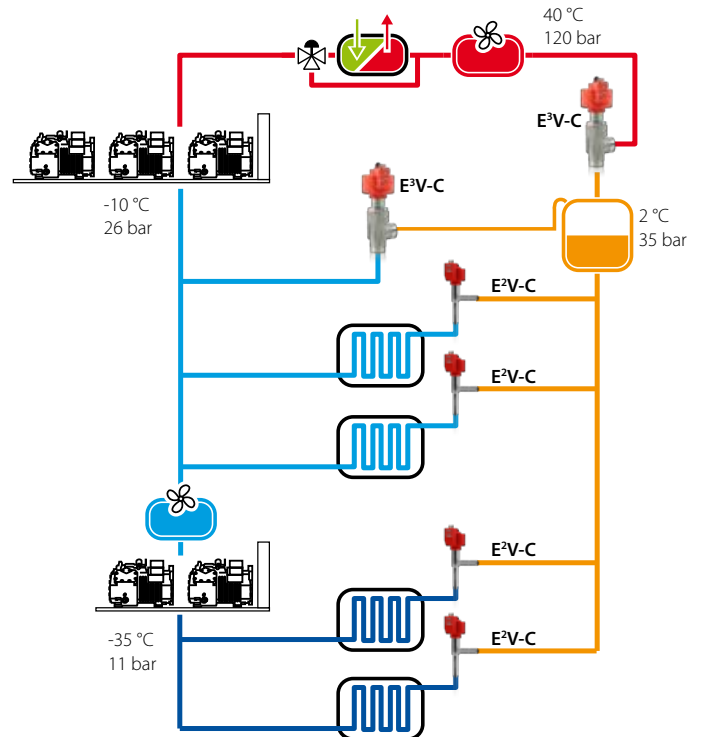 40 °C
120 bar
E³V-C
E³V-C
-10 °C
26 bar
2 °C
35 bar
E²V-C
E²V-C
E²V-C
-35 °C
11 bar
E²V-C